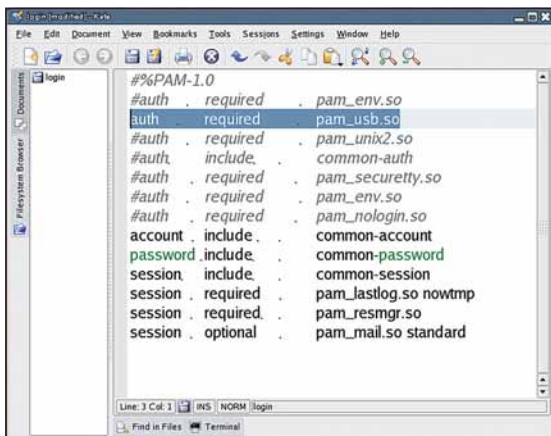 login [modified] - Kate
File Edit Document View Bookmarks Tools Sessions Settings Window Help
Documents
Filesystem Browser
login
#%PAM-1.0
#auth required pam_env.so
auth required pam_usb.so
#auth required pam_unix2.so
#auth include common-auth
#auth required pam_securetty.so
#auth required pam_env.so
#auth required pam_nologin.so
account include common-account
password include common-password
session include common-session
session required pam_lastlog.so nowtmp
session required pam_resmgr.so
session optional pam_mail.so standard
Line: 3 Col: 1 INS NORM login
Find in Files Terminal